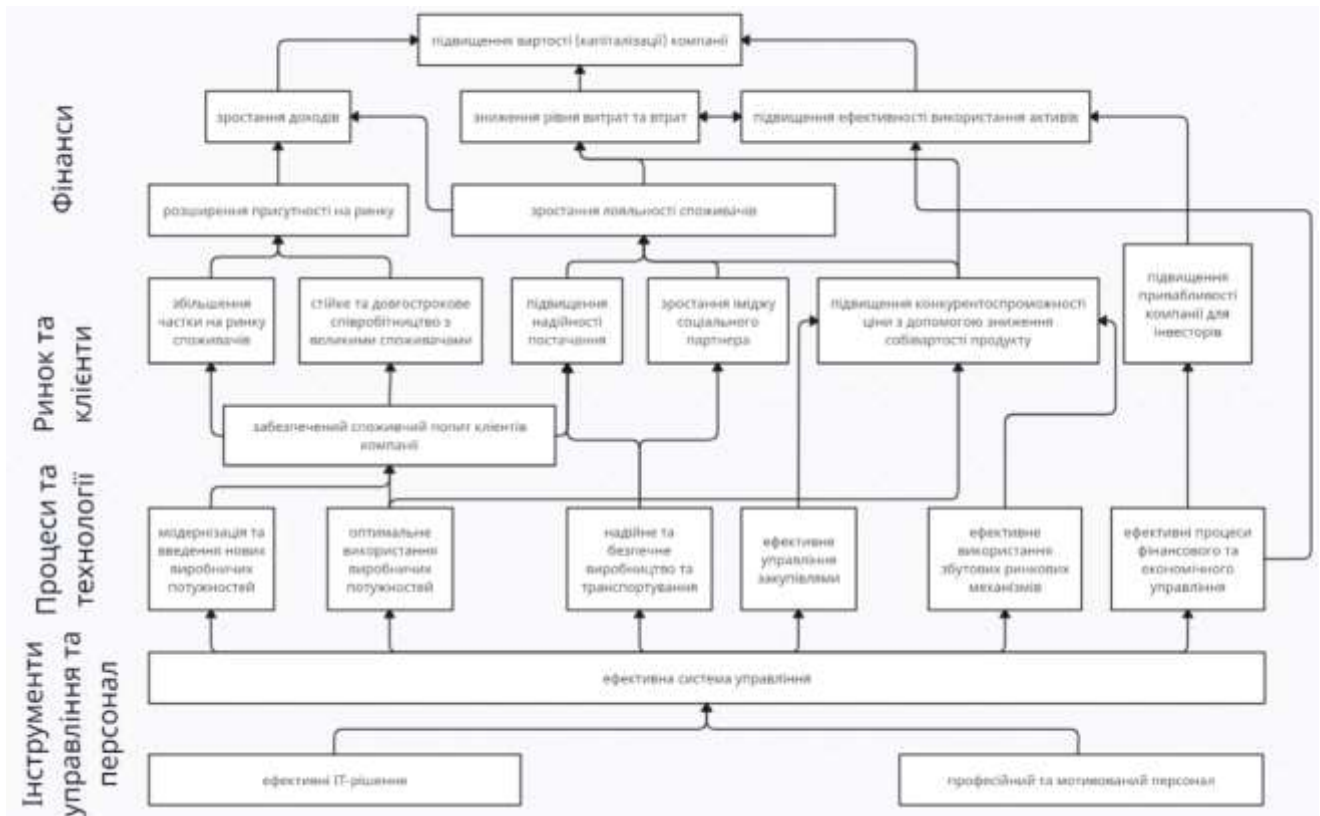 підвищення вартості (капіталізації) компанії
Фінанси
зростання доходів
зниження рівня витрат та втрат
підвищення ефективності використання активів
розширення присутності на ринку
зростання лояльності споживачів
Ринок та
клієнти
збільшення
частки на ринку
споживачів
стійке та довгострокове
співробітництво з
великими споживачами
підвищення
надійності
постачання
зростання іміджу
соціального
партнера
підвищення конкурентоспроможності
ціни з допомогою зниження
собівартості продукту
підвищення
привабливості
компанії для
інвесторів
забезпечений споживчий попит клієнтів
компанії
Процеси та
технології
модернізація та
введення нових
виробничих
потужностей
оптимальне
використання
виробничих
потужностей
надійне та
безпечне
виробництво та
транспортування
ефективне
управління
закупівлями
ефективне
використання
збутових ринкових
механізмів
ефективні процеси
фінансового та
економічного
управління
Інструменти
управління та
персонал
ефективна система управління
ефективні ІТ-рішення
професійний та мотивований персонал